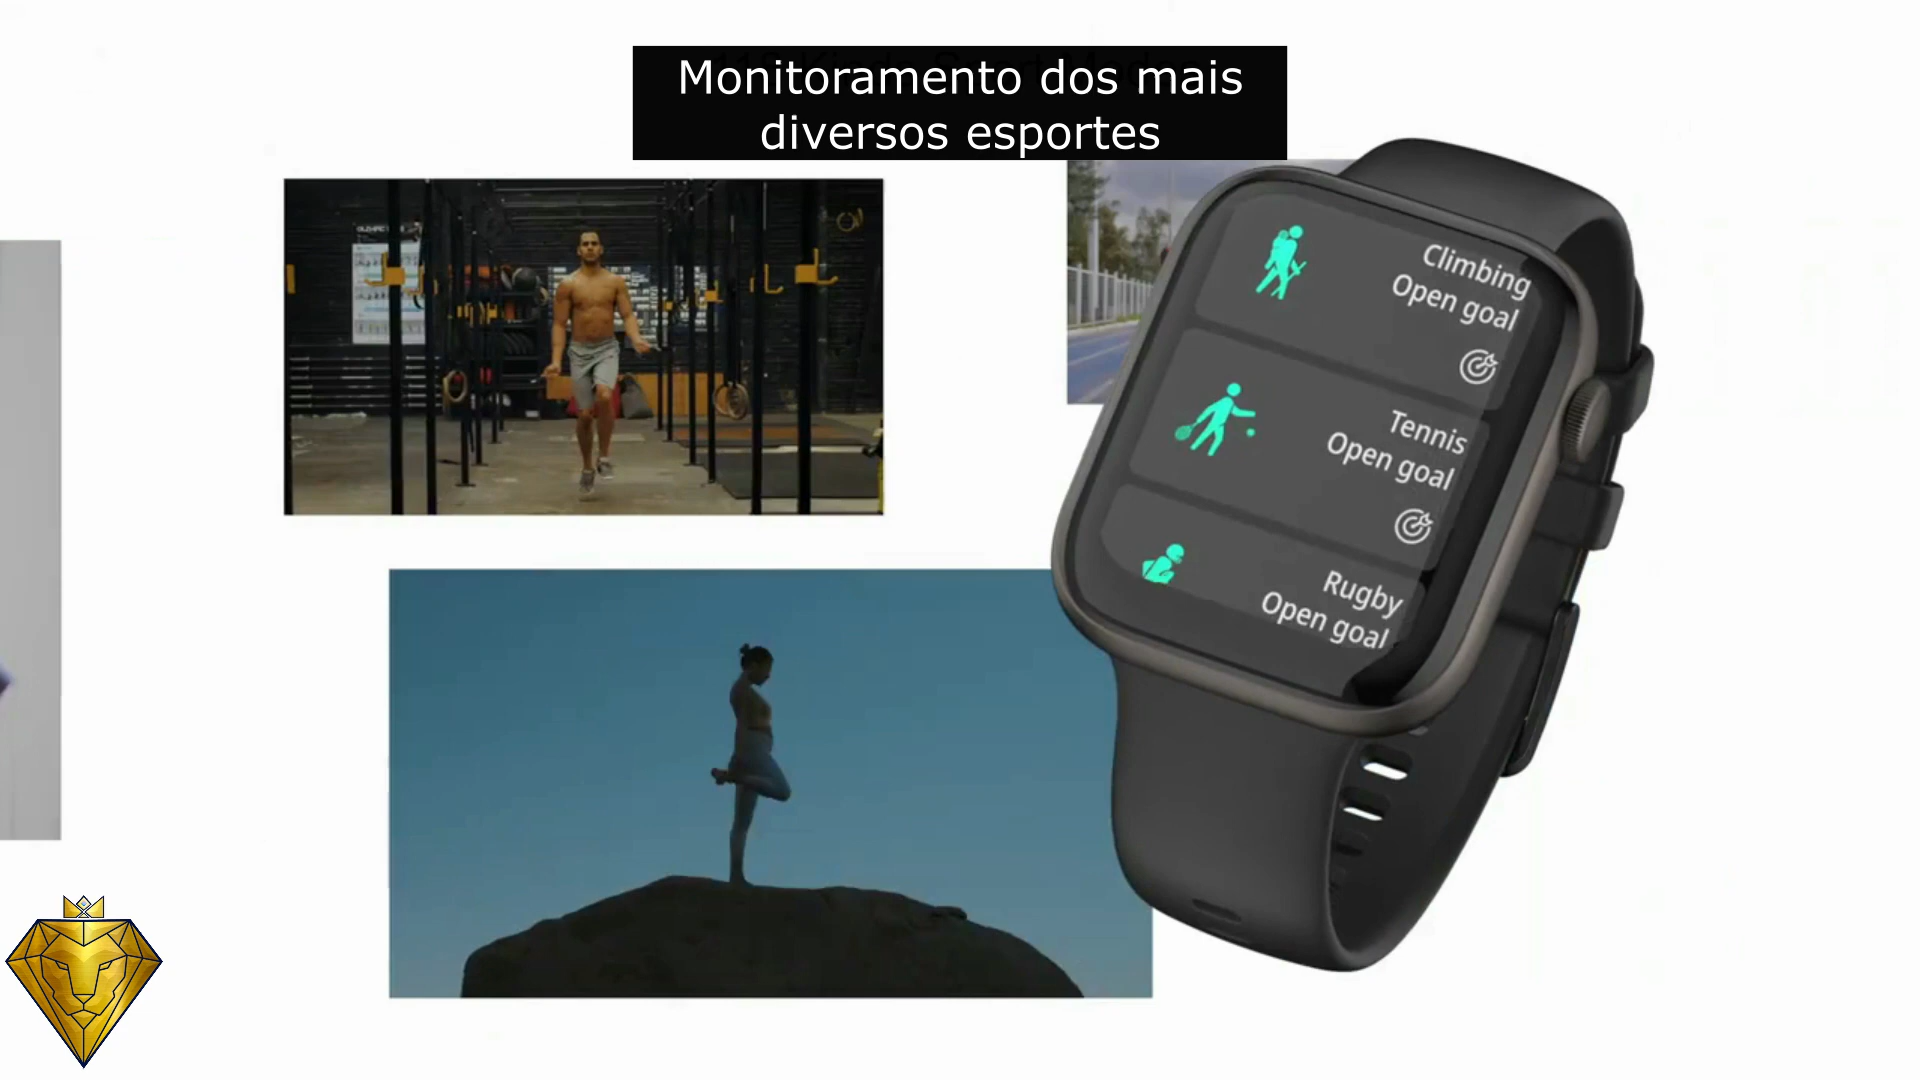 Monitoramento dos mais
diversos esportes
Climbing
Open goal
Tennis
Open goal
Rugby
Open goal